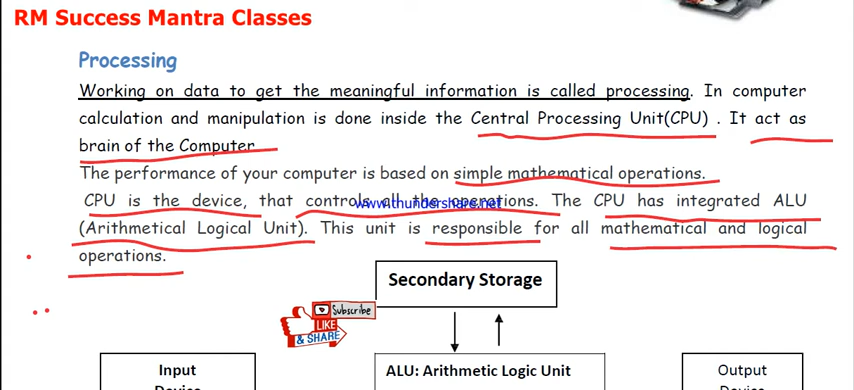 RM Success Mantra Classes
Processing
Working on data to get the meaningful information is called processing. In computer
calculation and manipulation is done inside the Central Processing Unit(CPU) . It act as
brain of the Computer
The performance of your computer is based on simple mathematical operations.
CPU is the device, that controls all the operations. The CPU has integrated ALU
www.thundershare.net
(Arithmetical Logical Unit). This unit is responsible for all mathematical and logical
operations.
Secondary Storage
Subscribe
LIKE
& SHARE
Input
ALU: Arithmetic Logic Unit
Output
Device
Device